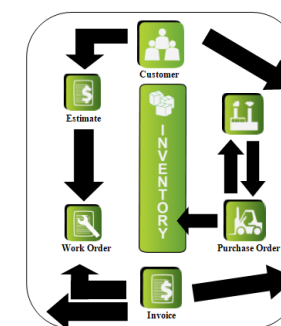 Customer
Estimate
INVENTORY
Work Order
Purchase Order
Invoice